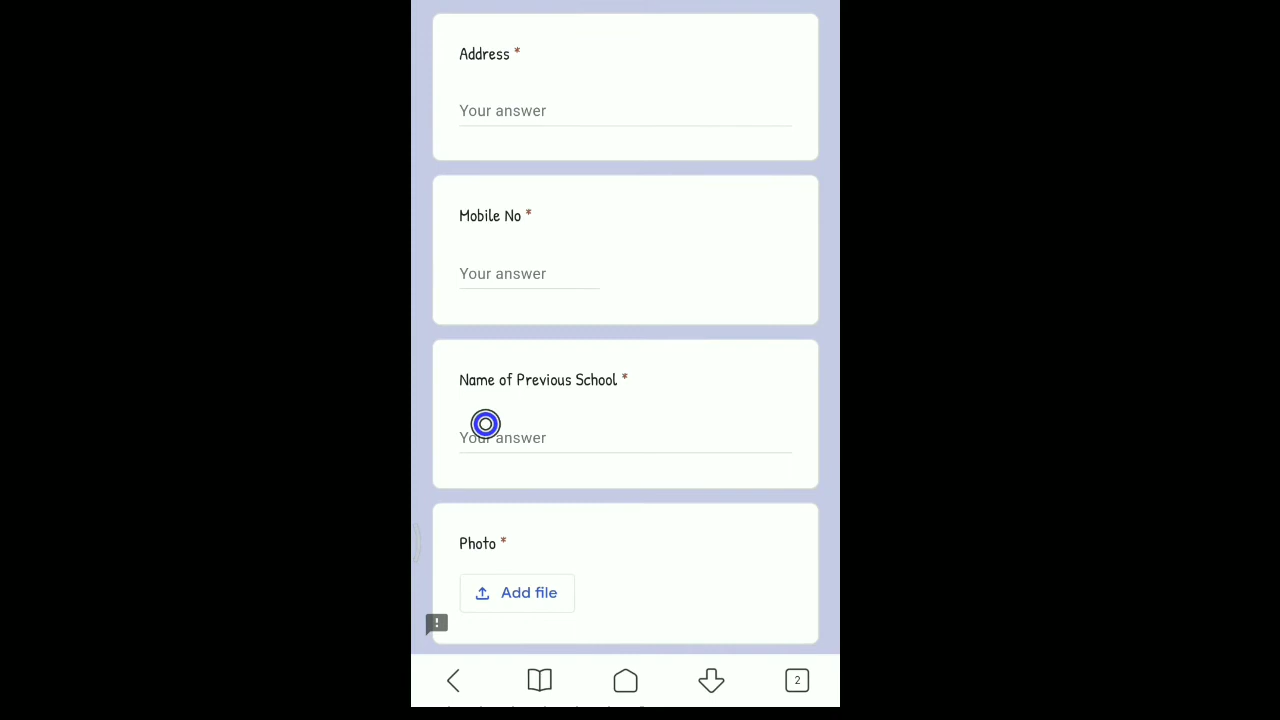 Address *
Your answer
Mobile No *
Your answer
Name of Previous School *
Your answer
Photo *
Add file
!
2